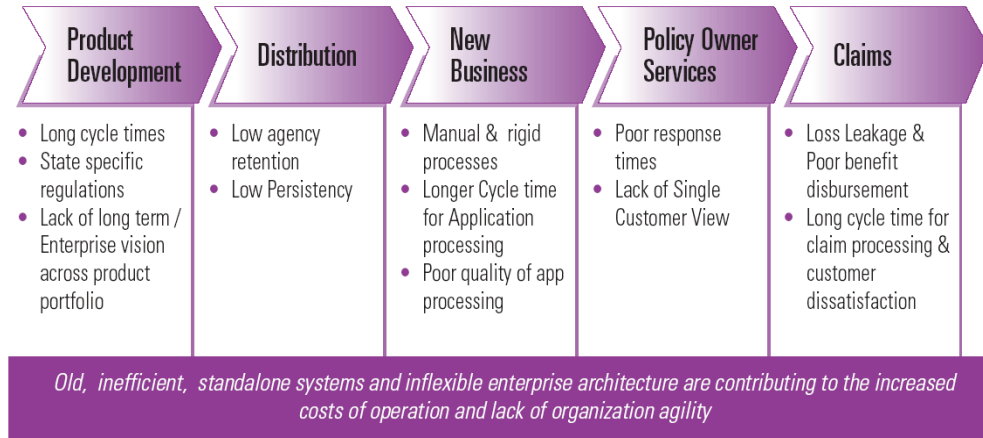 Product
Development
Distribution
New
Business
Policy Owner
Services
Claims
• Long cycle times
• State specific
regulations
• Lack of long term /
Enterprise vision
across product
portfolio
• Low agency
retention
• Low Persistency
• Manual & rigid
processes
• Longer Cycle time
for Application
processing
• Poor quality of app
processing
• Poor response
times
• Lack of Single
Customer View
• Loss Leakage &
Poor benefit
disbursement
• Long cycle time for
claim processing &
customer
dissatisfaction
Old, inefficient, standalone systems and inflexible enterprise architecture are contributing to the increased
costs of operation and lack of organization agility